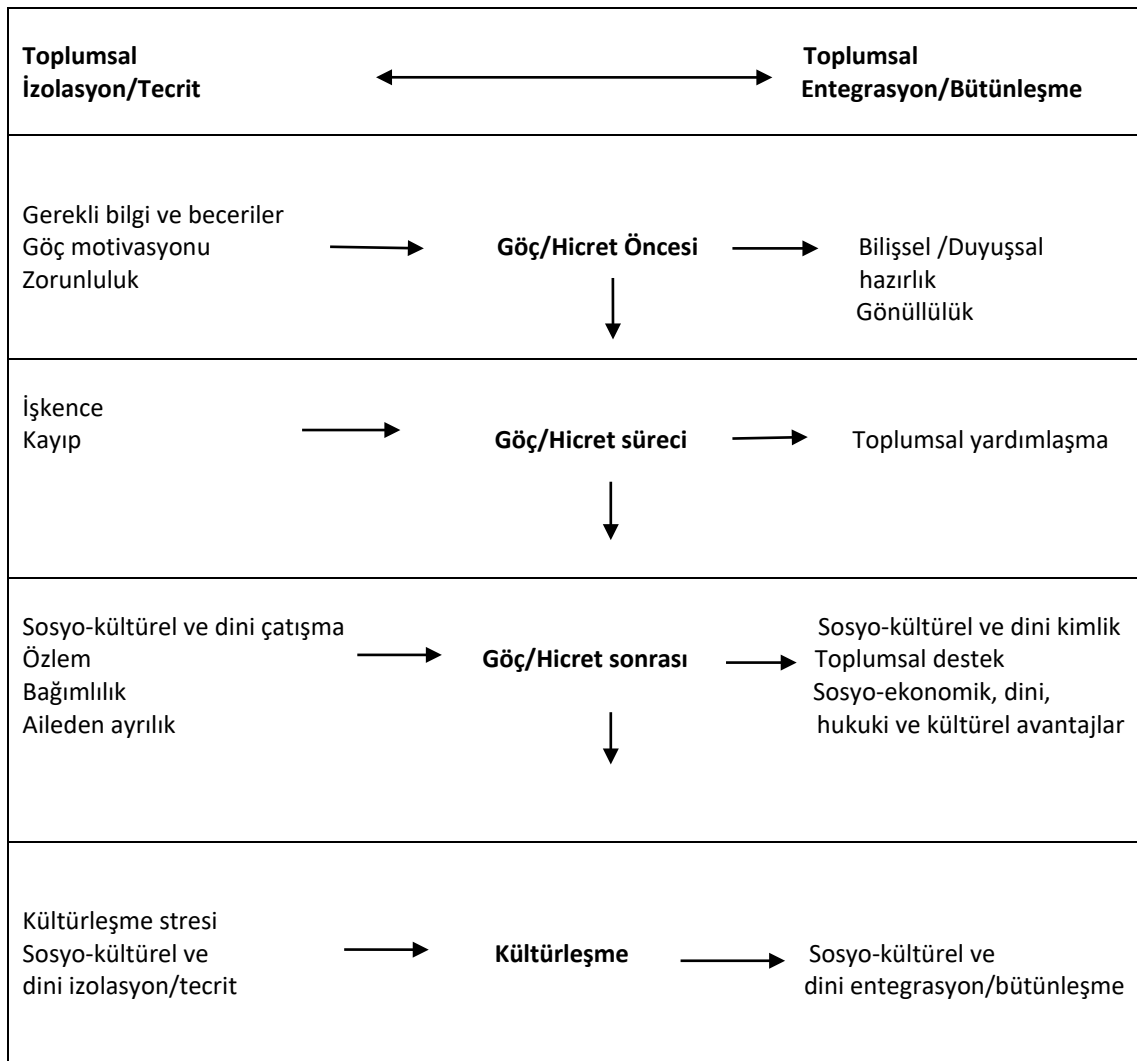 Toplumsal
İzolasyon/Tecrit
Toplumsal
Entegrasyon/Bütünleşme
Gerekli bilgi ve beceriler
Göç motivasyonu
Zorunluluk
Göç/Hicret Öncesi
Bilişsel /Duyuşsal
hazırlık
Gönüllülük
İşkence
Kayıp
Göç/Hicret süreci
Toplumsal yardımlaşma
Sosyo-kültürel ve dini çatışma
Özlem
Bağımlılık
Aileden ayrılık
Göç/Hicret sonrası
Sosyo-kültürel ve dini kimlik
Toplumsal destek
Sosyo-ekonomik, dini,
hukuki ve kültürel avantajlar
Kültürleşme stresi
Sosyo-kültürel ve
dini izolasyon/tecrit
Kültürleşme
Sosyo-kültürel ve
dini entegrasyon/bütünleşme